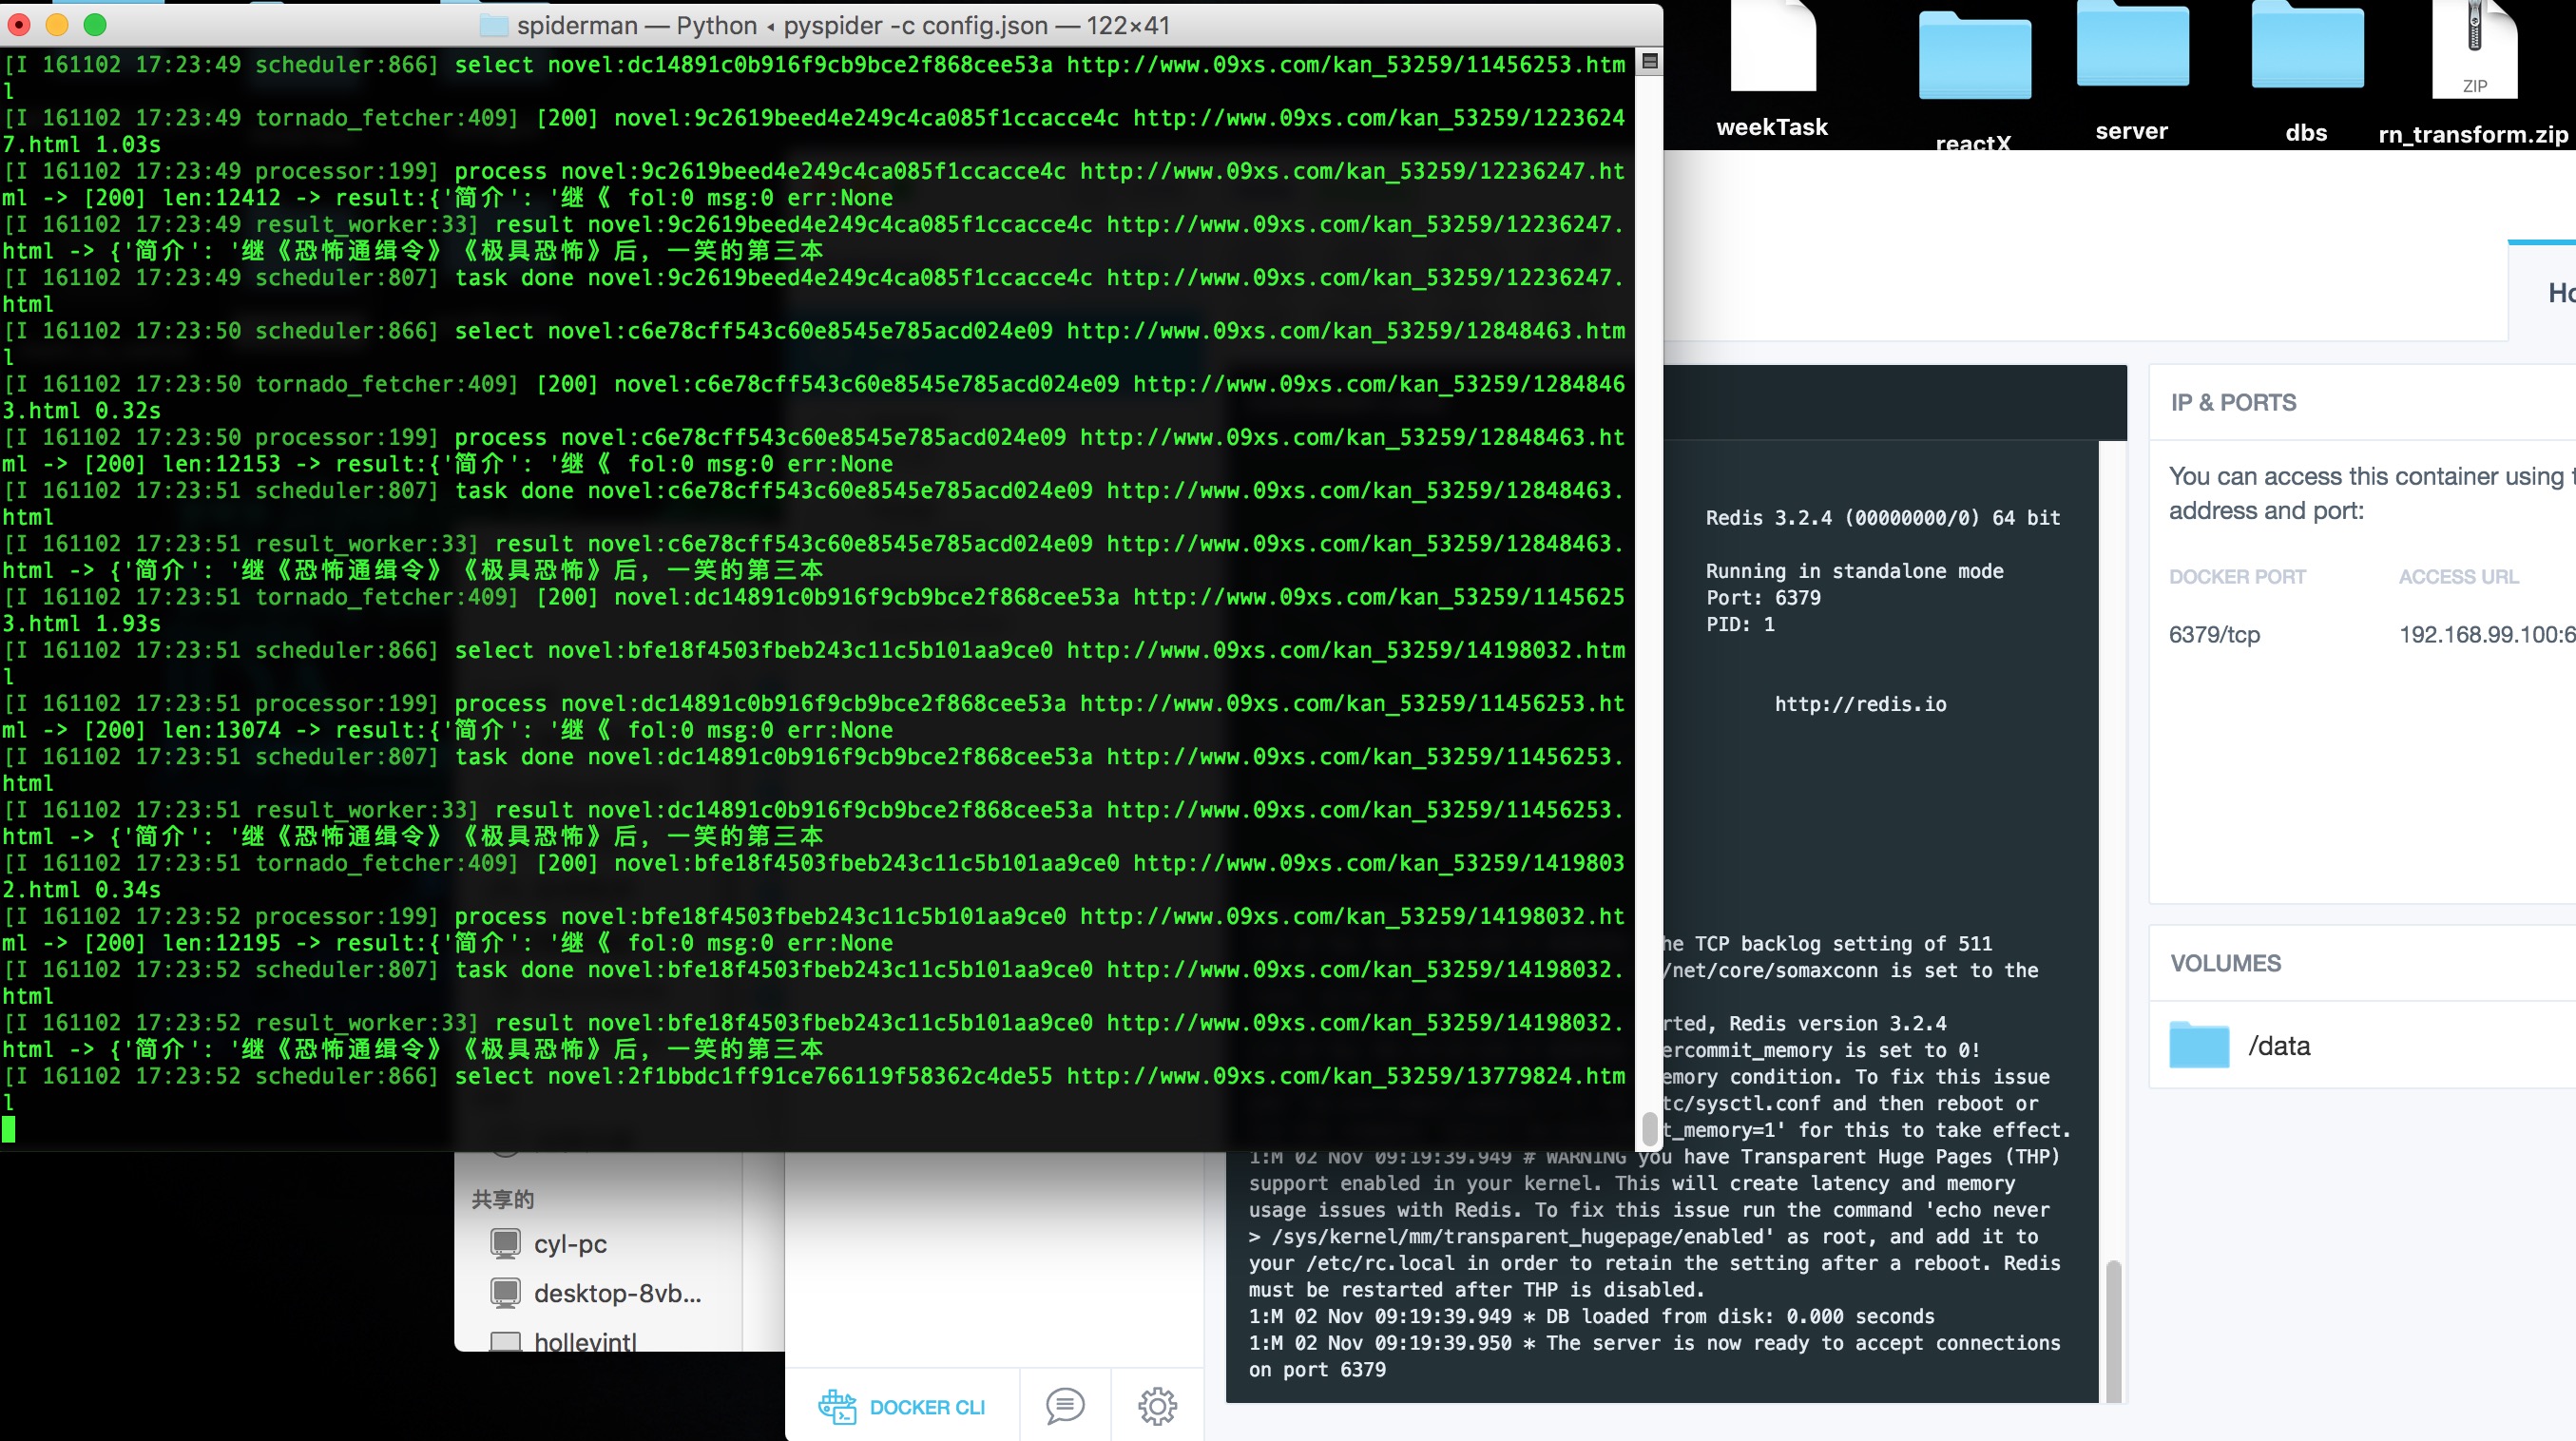 spiderman — Python ◂ pyspider -c config.json — 122×41
[I 161102 17:23:49 scheduler:866] select novel:dc14891c0b916f9cb9bce2f868cee53a http://www.09xs.com/kan_53259/11456253.htm
l
[I 161102 17:23:49 tornado_fetcher:409] [200] novel:9c2619beed4e249c4ca085f1ccacce4c http://www.09xs.com/kan_53259/1223624
7.html 1.03s
[I 161102 17:23:49 processor:199] process novel:9c2619beed4e249c4ca085f1ccacce4c http://www.09xs.com/kan_53259/12236247.ht
ml -> [200] len:12412 -> result:{'简介': '继《 fol:0 msg:0 err:None
[I 161102 17:23:49 result_worker:33] result novel:9c2619beed4e249c4ca085f1ccacce4c http://www.09xs.com/kan_53259/12236247.
html -> {'简介': '继《恐怖通缉令》《极具恐怖》后，一笑的第三本
[I 161102 17:23:49 scheduler:807] task done novel:9c2619beed4e249c4ca085f1ccacce4c http://www.09xs.com/kan_53259/12236247.
html
[I 161102 17:23:50 scheduler:866] select novel:c6e78cff543c60e8545e785acd024e09 http://www.09xs.com/kan_53259/12848463.htm
l
[I 161102 17:23:50 tornado_fetcher:409] [200] novel:c6e78cff543c60e8545e785acd024e09 http://www.09xs.com/kan_53259/1284846
3.html 0.32s
[I 161102 17:23:50 processor:199] process novel:c6e78cff543c60e8545e785acd024e09 http://www.09xs.com/kan_53259/12848463.ht
ml -> [200] len:12153 -> result:{'简介': '继《 fol:0 msg:0 err:None
[I 161102 17:23:51 scheduler:807] task done novel:c6e78cff543c60e8545e785acd024e09 http://www.09xs.com/kan_53259/12848463.
html
[I 161102 17:23:51 result_worker:33] result novel:c6e78cff543c60e8545e785acd024e09 http://www.09xs.com/kan_53259/12848463.
html -> {'简介': '继《恐怖通缉令》《极具恐怖》后，一笑的第三本
[I 161102 17:23:51 tornado_fetcher:409] [200] novel:dc14891c0b916f9cb9bce2f868cee53a http://www.09xs.com/kan_53259/1145625
3.html 1.93s
[I 161102 17:23:51 scheduler:866] select novel:bfe18f4503fbeb243c11c5b101aa9ce0 http://www.09xs.com/kan_53259/14198032.htm
l
[I 161102 17:23:51 processor:199] process novel:dc14891c0b916f9cb9bce2f868cee53a http://www.09xs.com/kan_53259/11456253.ht
ml -> [200] len:13074 -> result:{'简介': '继《 fol:0 msg:0 err:None
[I 161102 17:23:51 scheduler:807] task done novel:dc14891c0b916f9cb9bce2f868cee53a http://www.09xs.com/kan_53259/11456253.
html
[I 161102 17:23:51 result_worker:33] result novel:dc14891c0b916f9cb9bce2f868cee53a http://www.09xs.com/kan_53259/11456253.
html -> {'简介': '继《恐怖通缉令》《极具恐怖》后，一笑的第三本
[I 161102 17:23:51 tornado_fetcher:409] [200] novel:bfe18f4503fbeb243c11c5b101aa9ce0 http://www.09xs.com/kan_53259/1419803
2.html 0.34s
[I 161102 17:23:52 processor:199] process novel:bfe18f4503fbeb243c11c5b101aa9ce0 http://www.09xs.com/kan_53259/14198032.ht
ml -> [200] len:12195 -> result:{'简介': '继《 fol:0 msg:0 err:None
[I 161102 17:23:52 scheduler:807] task done novel:bfe18f4503fbeb243c11c5b101aa9ce0 http://www.09xs.com/kan_53259/14198032.
html
[I 161102 17:23:52 result_worker:33] result novel:bfe18f4503fbeb243c11c5b101aa9ce0 http://www.09xs.com/kan_53259/14198032.
html -> {'简介': '继《恐怖通缉令》《极具恐怖》后，一笑的第三本
[I 161102 17:23:52 scheduler:866] select novel:2f1bbdc1ff91ce766119f58362c4de55 http://www.09xs.com/kan_53259/13779824.htm
l
weekTask
reactX
server
dbs
ZIP
rn_transform.zip
Ho
Redis 3.2.4 (00000000/0) 64 bit
Running in standalone mode
Port: 6379
PID: 1
http://redis.io
he TCP backlog setting of 511
/net/core/somaxconn is set to the
rted, Redis version 3.2.4
ercommit_memory is set to 0!
emory condition. To fix this issue
tc/sysctl.conf and then reboot or
t_memory=1' for this to take effect.
1:M 02 Nov 09:19:39.949 # WARNING you have Transparent Huge Pages (THP)
support enabled in your kernel. This will create latency and memory
usage issues with Redis. To fix this issue run the command 'echo never
> /sys/kernel/mm/transparent_hugepage/enabled' as root, and add it to
your /etc/rc.local in order to retain the setting after a reboot. Redis
must be restarted after THP is disabled.
1:M 02 Nov 09:19:39.949 * DB loaded from disk: 0.000 seconds
1:M 02 Nov 09:19:39.950 * The server is now ready to accept connections
on port 6379
IP & PORTS
You can access this container using t
address and port:
DOCKER PORT ACCESS URL
6379/tcp 192.168.99.100:6
VOLUMES
/data
共享的
cyl-pc
desktop-8vb...
hollevintl
DOCKER CLI